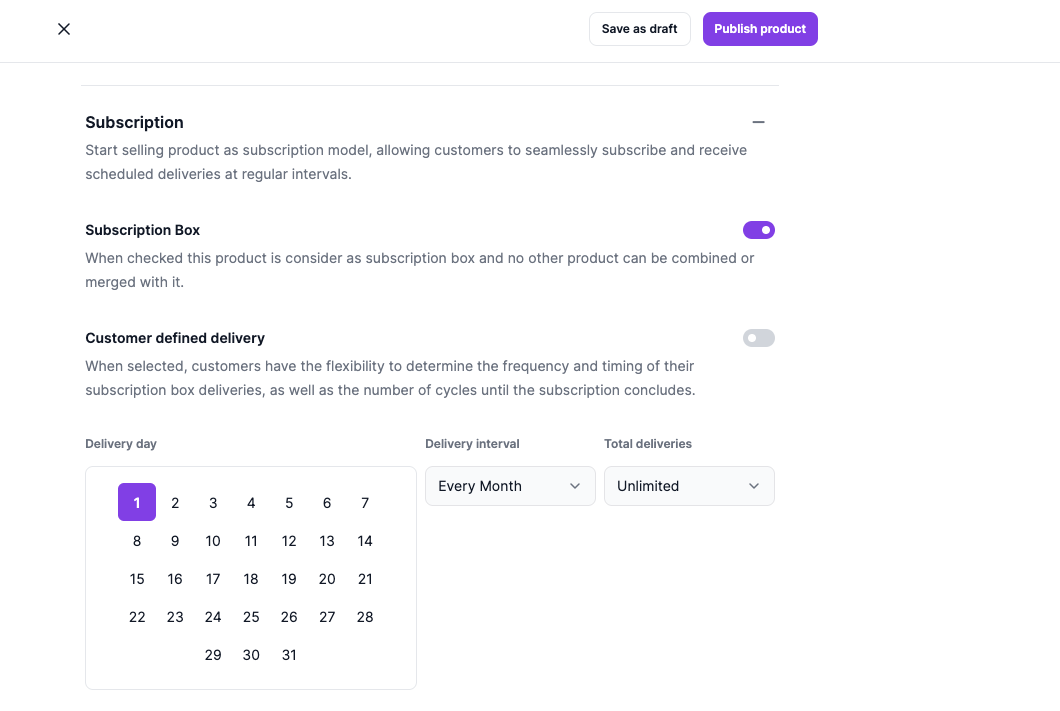 Save as draft
Publish product
Subscription
Start selling product as subscription model, allowing customers to seamlessly subscribe and receive
scheduled deliveries at regular intervals.
Subscription Box
When checked this product is consider as subscription box and no other product can be combined or
merged with it.
Customer defined delivery
When selected, customers have the flexibility to determine the frequency and timing of their
subscription box deliveries, as well as the number of cycles until the subscription concludes.
Delivery day
Delivery interval
Total deliveries
Every Month
Unlimited
1 2 3 4 5 6 7
8 9 10 11 12 13 14
15 16 17 18 19 20 21
22 23 24 25 26 27 28
29 30 31